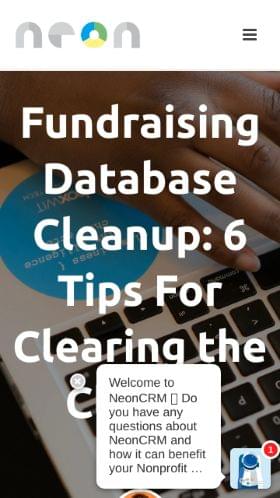 neon
Fundraising
Database
Cleanup: 6
Tips For
Clearing the
C
Welcome to
NeonCRM▯ Do
you have any
questions about
NeonCRM and
how it can benefit
your Nonprofit ...
1